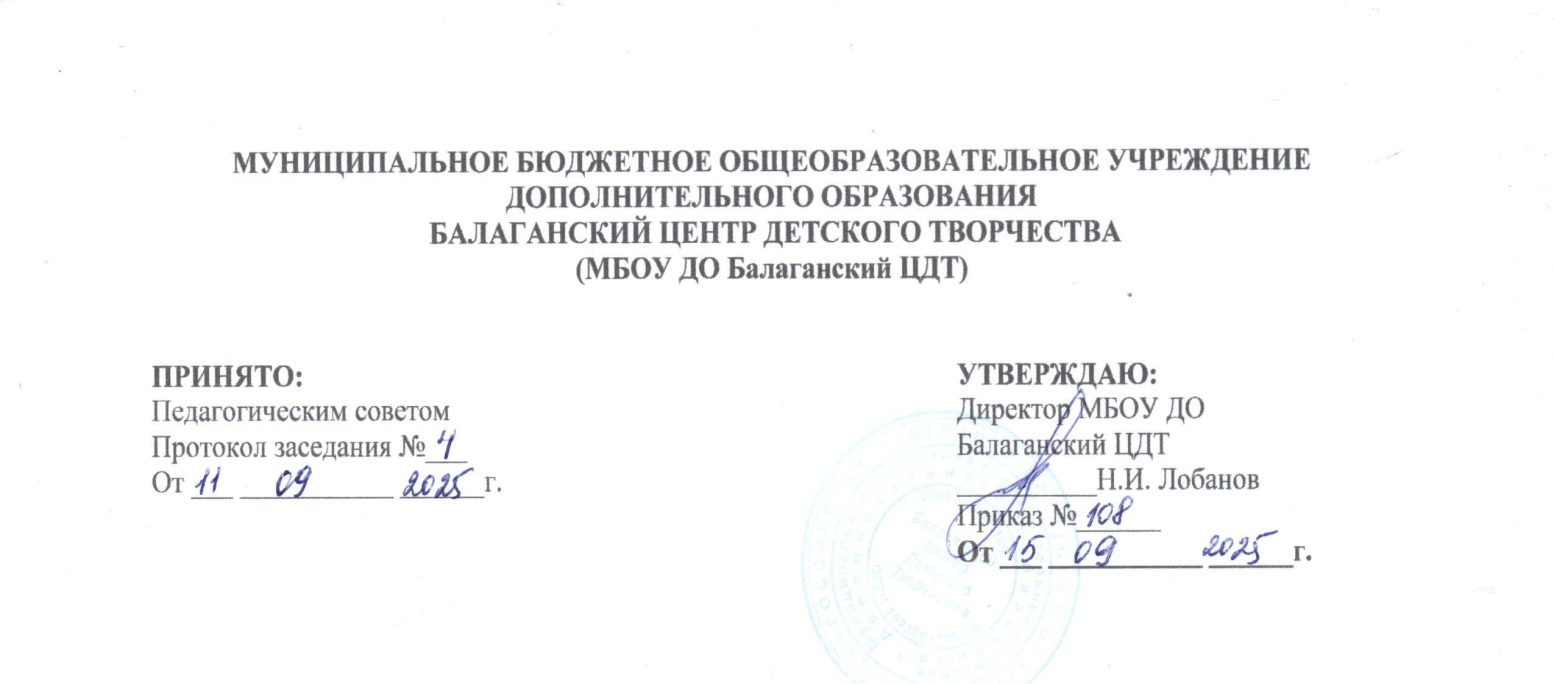 МУНИЦИПАЛЬНОЕ БЮДЖЕТНОЕ ОБЩЕОБРАЗОВАТЕЛЬНОЕ УЧРЕЖДЕНИЕ
ДОПОЛНИТЕЛЬНОГО ОБРАЗОВАНИЯ
БАЛАГАНСКИЙ ЦЕНТР ДЕТСКОГО ТВОРЧЕСТВА
(МБОУ ДО Балаганский ЦДТ)
ПРИНЯТО:
Педагогическим советом
Протокол заседания № 4
От 11 09 2025 г.
УТВЕРЖДАЮ:
Директор МБОУ ДО
Балаганский ЦДТ
____________Н.И. Лобанов
Приказ № 108
От 15 09 2025 г.